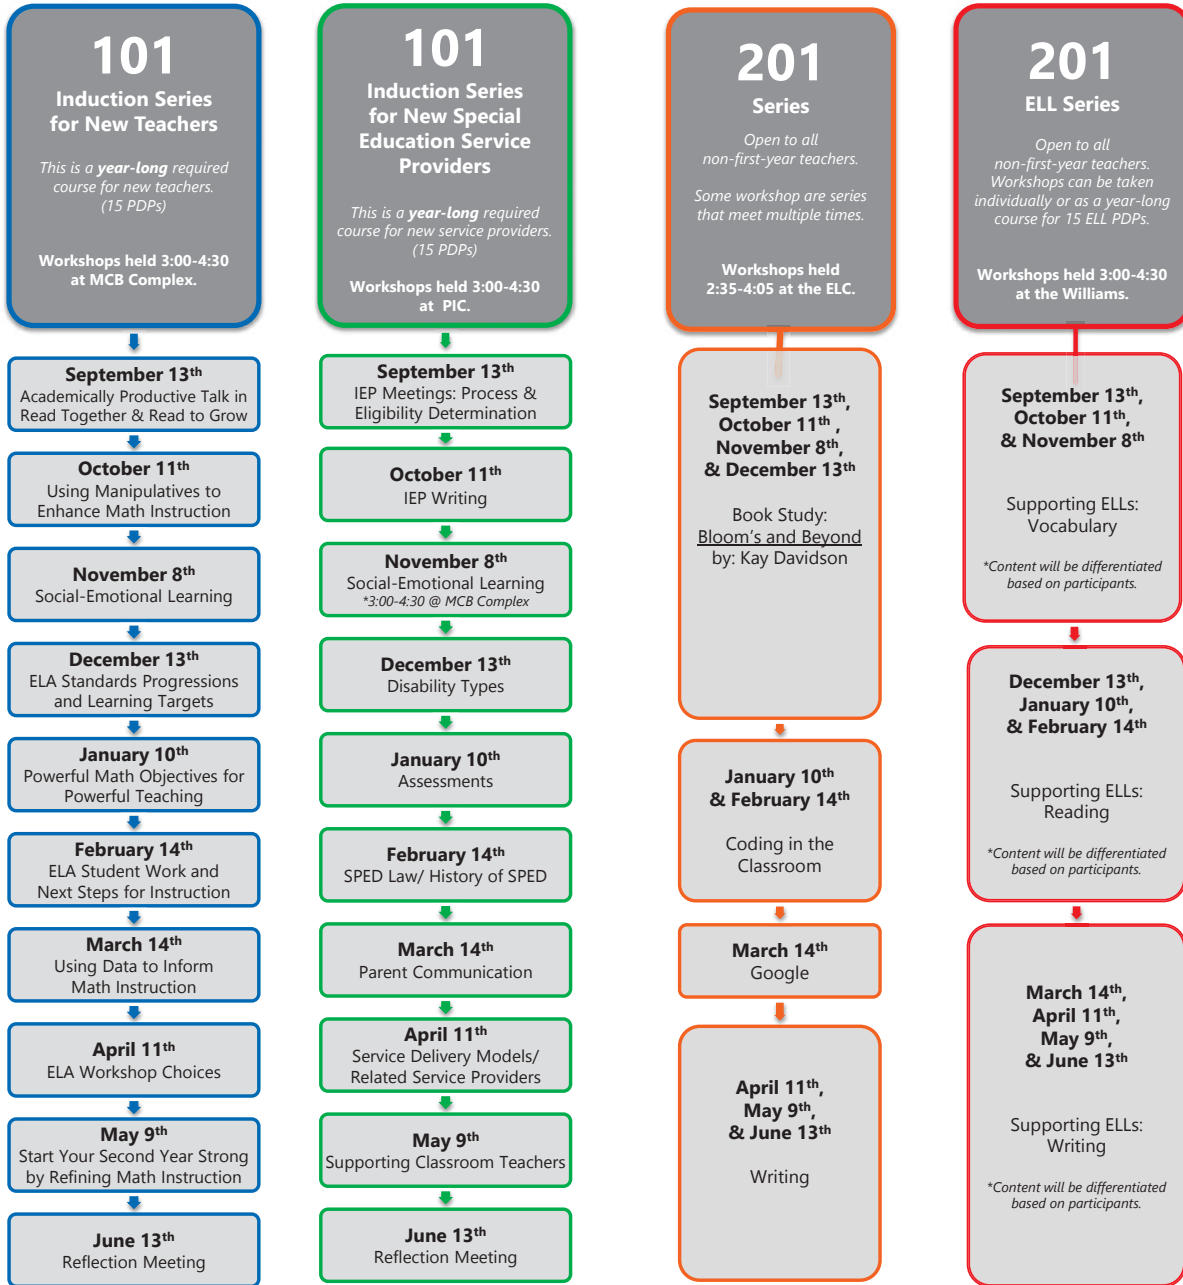 101
Induction Series
for New Teachers
This is a year-long required
course for new teachers.
(15 PDPs)
Workshops held 3:00-4:30
at MCB Complex.
September 13th
Academically Productive Talk in
Read Together & Read to Grow
October 11th
Using Manipulatives to
Enhance Math Instruction
November 8th
Social-Emotional Learning
December 13th
ELA Standards Progressions
and Learning Targets
January 10th
Powerful Math Objectives for
Powerful Teaching
February 14th
ELA Student Work and
Next Steps for Instruction
March 14th
Using Data to Inform
Math Instruction
April 11th
ELA Workshop Choices
May 9th
Start Your Second Year Strong
by Refining Math Instruction
June 13th
Reflection Meeting
101
Induction Series
for New Special
Education Service
Providers
This is a year-long required
course for new service providers.
(15 PDPs)
Workshops held 3:00-4:30
at PIC.
September 13th
IEP Meetings: Process &
Eligibility Determination
October 11th
IEP Writing
November 8th
Social-Emotional Learning
*3:00-4:30 @ MCB Complex
December 13th
Disability Types
January 10th
Assessments
February 14th
SPED Law/ History of SPED
March 14th
Parent Communication
April 11th
Service Delivery Models/
Related Service Providers
May 9th
Supporting Classroom Teachers
June 13th
Reflection Meeting
201
Series
Open to all
non-first-year teachers.
Some workshop are series
that meet multiple times.
Workshops held
2:35-4:05 at the ELC.
September 13th,
October 11th ,
November 8th,
& December 13th
Book Study:
Bloom's and Beyond
by: Kay Davidson
January 10th
& February 14th
Coding in the
Classroom
March 14th
Google
April 11th,
May 9th,
& June 13th
Writing
201
ELL Series
Open to all
non-first-year teachers.
Workshops can be taken
individually or as a year-long
course for 15 ELL PDPs.
Workshops held 3:00-4:30
at the Williams.
September 13th,
October 11th,
& November 8th
Supporting ELLs:
Vocabulary
*Content will be differentiated
based on participants.
December 13th,
January 10th,
& February 14th
Supporting ELLs:
Reading
*Content will be differentiated
based on participants.
March 14th,
April 11th,
May 9th,
& June 13th
Supporting ELLs:
Writing
*Content will be differentiated
based on participants.